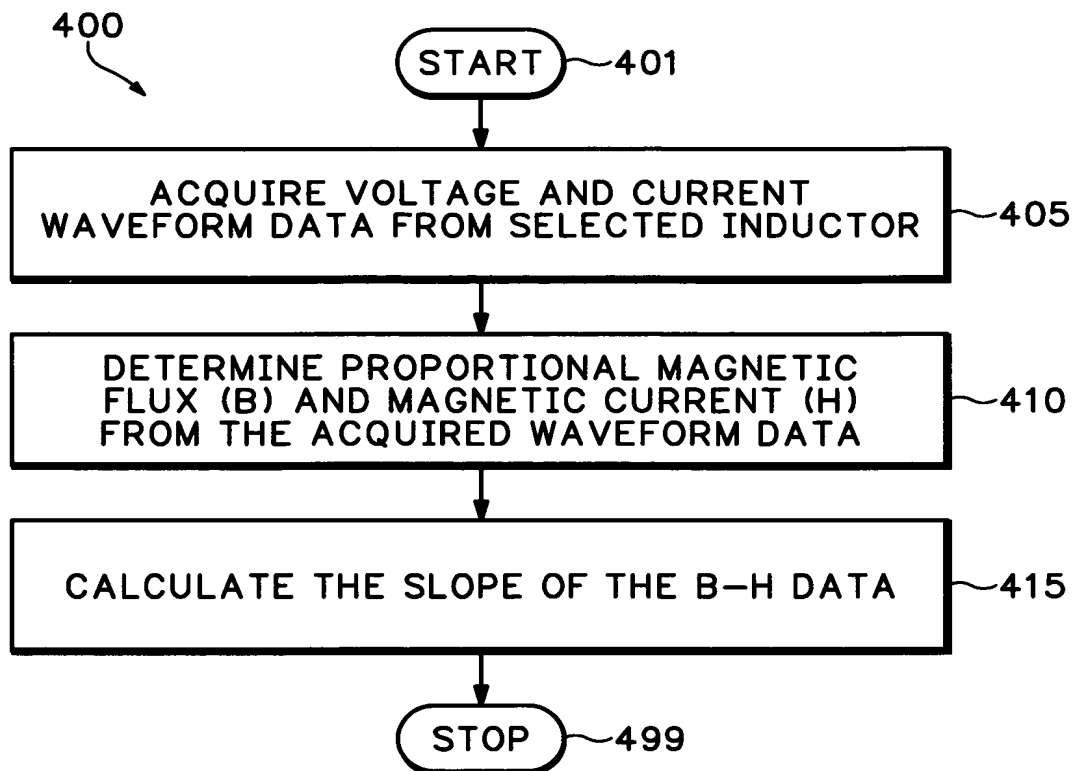 400
START
401
ACQUIRE VOLTAGE AND CURRENT
WAVEFORM DATA FROM SELECTED INDUCTOR
405
DETERMINE PROPORTIONAL MAGNETIC
FLUX (B) AND MAGNETIC CURRENT (H)
FROM THE ACQUIRED WAVEFORM DATA
410
CALCULATE THE SLOPE OF THE B-H DATA
415
STOP
499